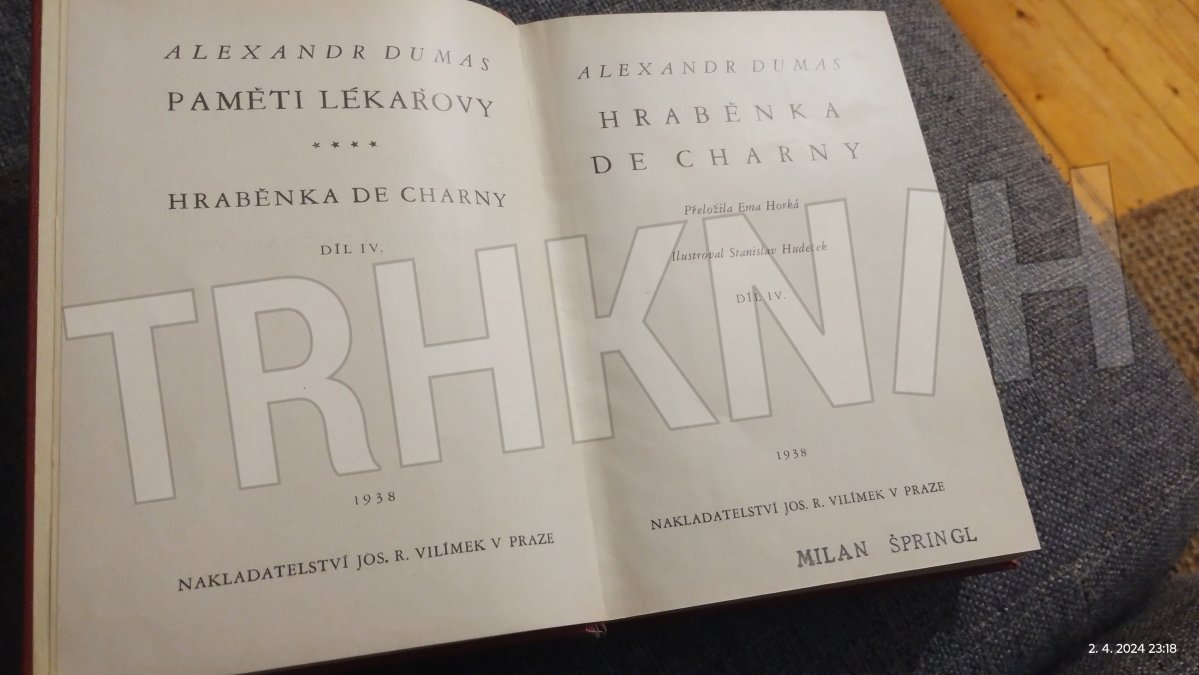 ALEXANDR DUMAS
PAMĚTI LÉKAŘOVY
★ ★ ★ ★
HRABĚNKA DE CHARNY
DÍL IV.
1938
NAKLADATELSTVÍ JOS. R. VILÍMEK V PRAZE
ALEXANDR DUMAS
HRABĚNKA
DE CHARNY
Přeložila Ema Horká
Ilustroval Stanislav Hudeček
DÍL IV.
1938
NAKLADATELSTVÍ JOS. R. VILÍMEK V PRAZE
MILAN ŠPRINGL
TRHKNIH
2. 4. 2024 23:18